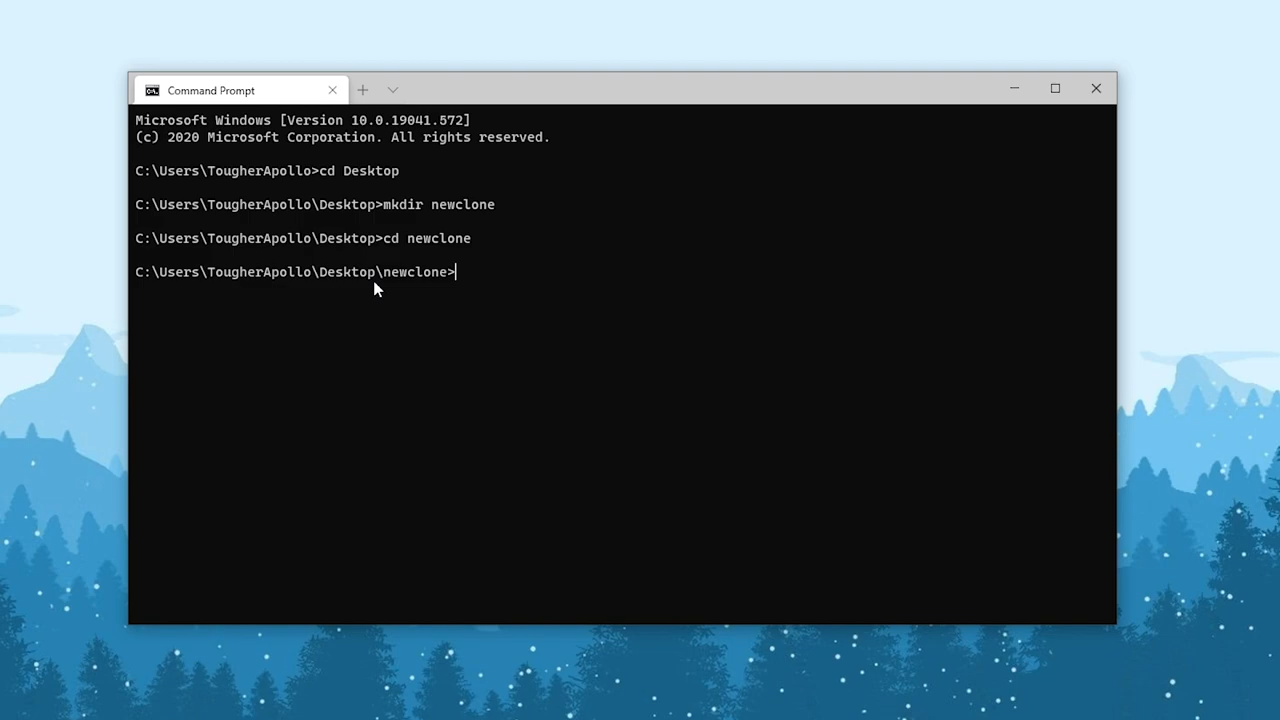 Command Prompt
Microsoft Windows [Version 10.0.19041.572]
(c) 2020 Microsoft Corporation. All rights reserved.
C:\Users\TougherApollo>cd Desktop
C:\Users\TougherApollo\Desktop>mkdir newclone
C:\Users\TougherApollo\Desktop>cd newclone
C:\Users\TougherApollo\Desktop\newclone>